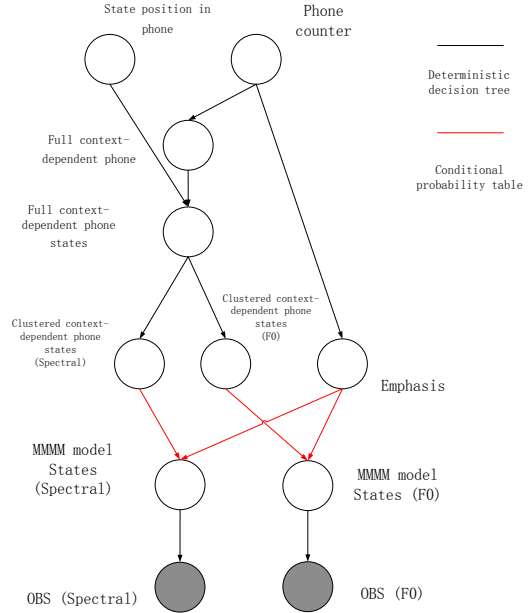 State position in
phone
Phone
counter
Deterministic
decision tree
Full context-
dependent phone
Conditional
probability table
Full context-
dependent phone
states
Clustered context-
dependent phone
states
(F0)
Clustered context-
dependent phone
states
(Spectral)
Emphasis
MMMM model
States
(Spectral)
MMMM model
States (F0)
OBS (Spectral)
OBS (F0)